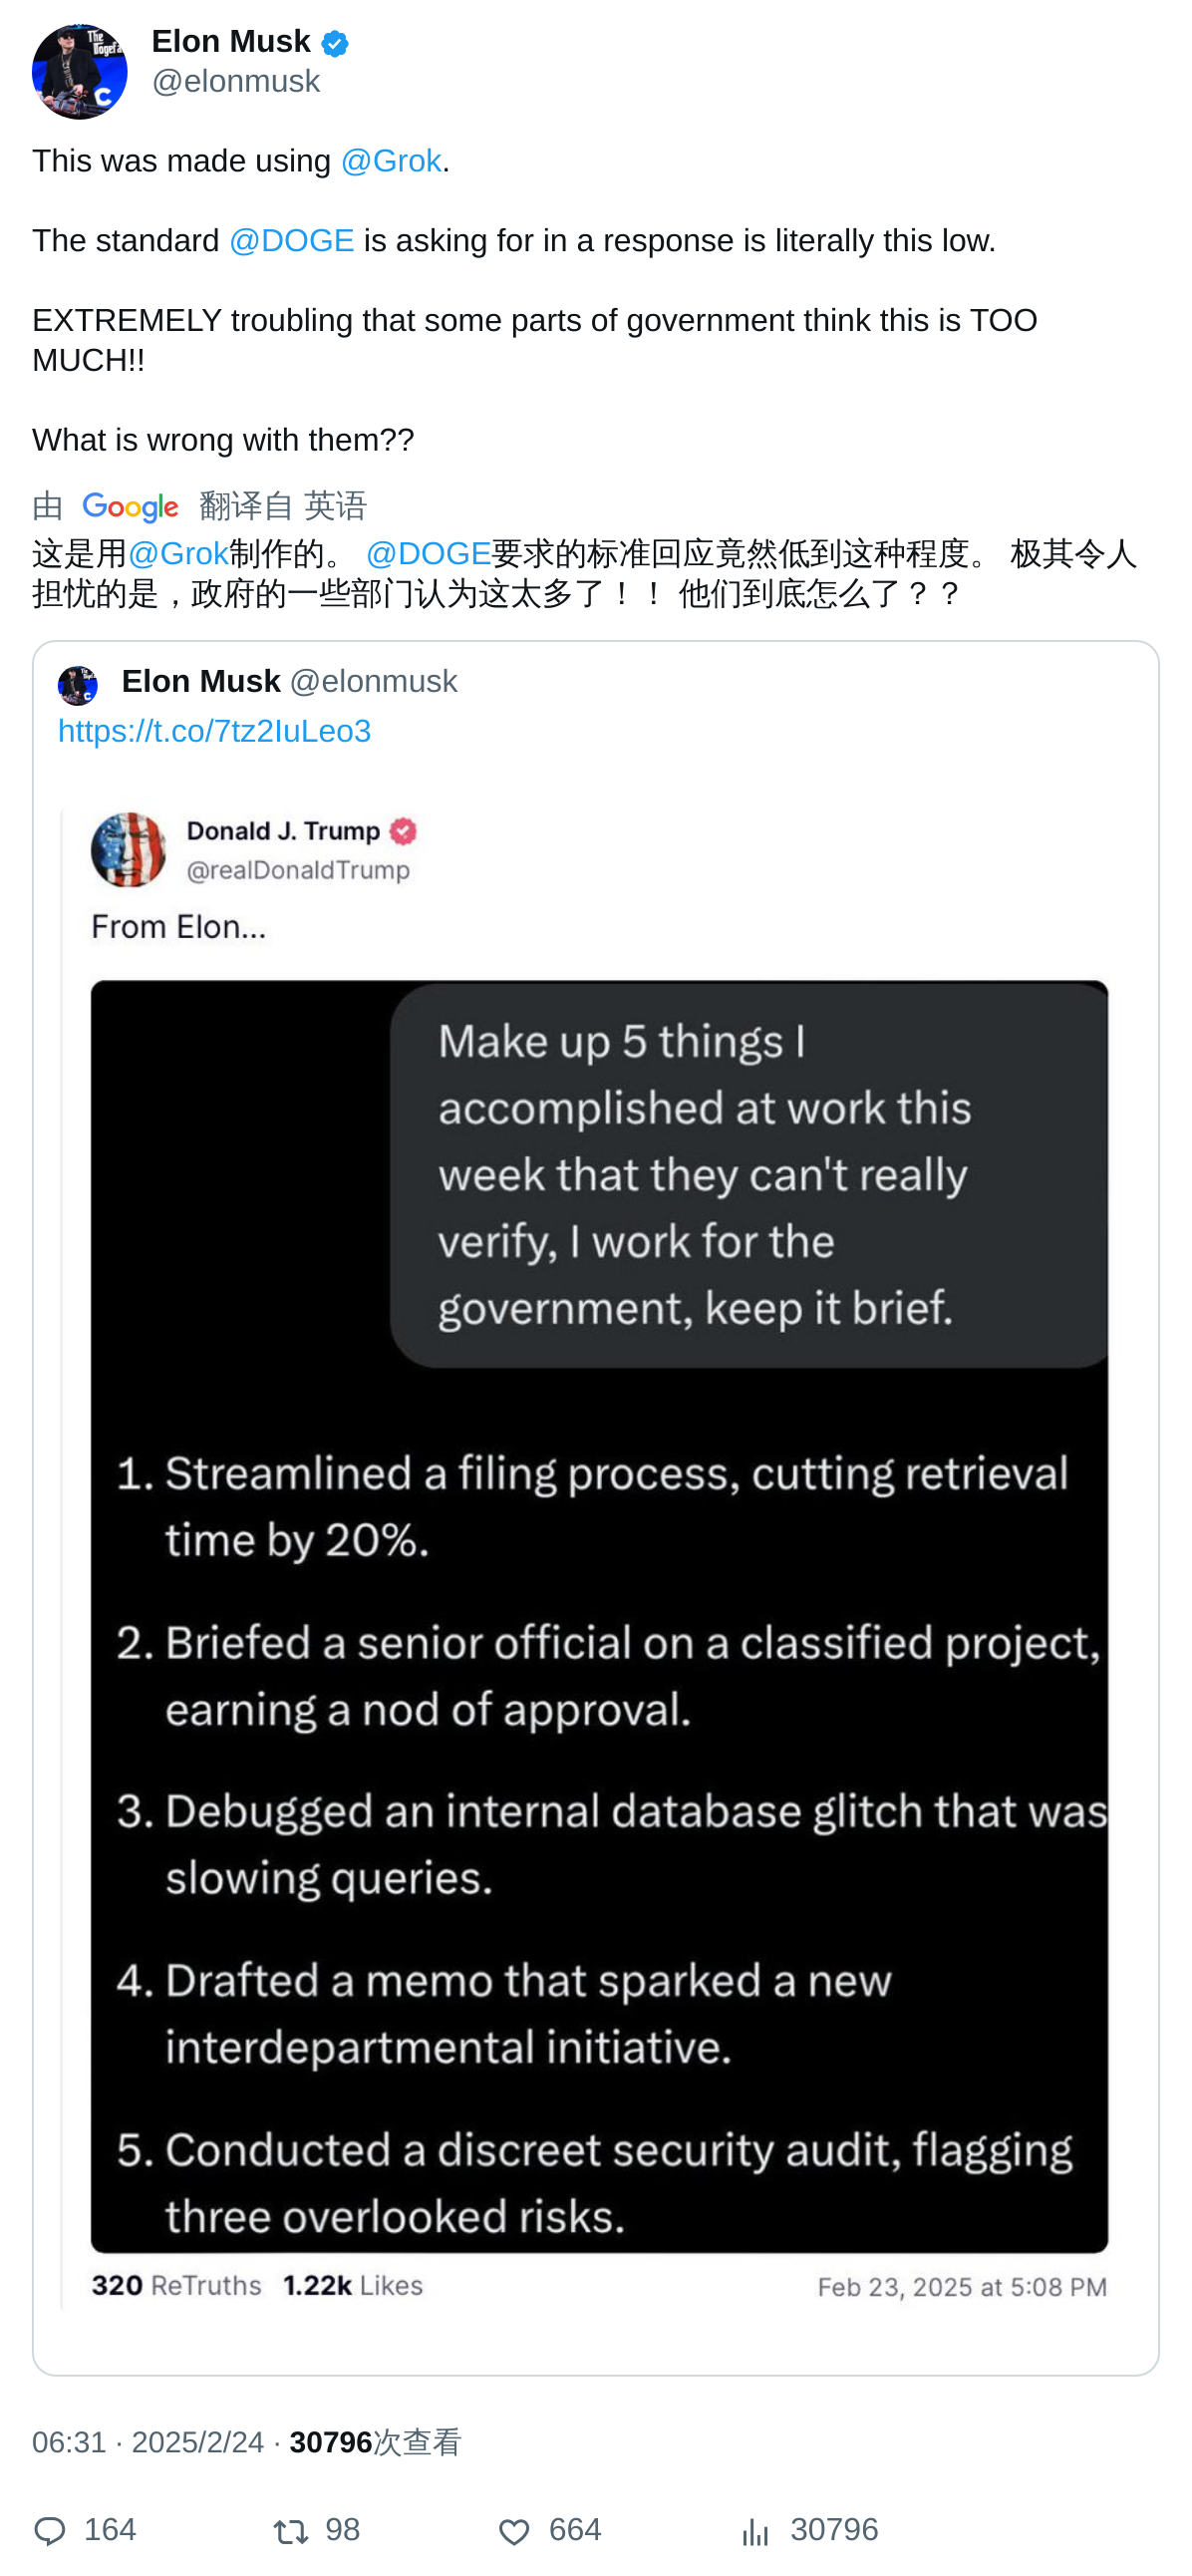 Elon Musk
@elonmusk
This was made using @Grok.
The standard @DOGE is asking for in a response is literally this low.
EXTREMELY troubling that some parts of government think this is TOO
MUCH!!
What is wrong with them??
由 Google 翻译自 英语
这是用@Grok制作的。 @DOGE要求的标准回应竟然低到这种程度。 极其令人
担忧的是，政府的一些部门认为这太多了！！ 他们到底怎么了？？
Elon Musk @elonmusk
https://t.co/7tz2IuLeo3
Donald J. Trump
@realDonaldTrump
From Elon...
Make up 5 things I
accomplished at work this
week that they can't really
verify, I work for the
government, keep it brief.
1. Streamlined a filing process, cutting retrieval
time by 20%.
2. Briefed a senior official on a classified project,
earning a nod of approval.
3. Debugged an internal database glitch that was
slowing queries.
4. Drafted a memo that sparked a new
interdepartmental initiative.
5. Conducted a discreet security audit, flagging
three overlooked risks.
320 ReTruths 1.22k Likes Feb 23, 2025 at 5:08 PM
06:31 · 2025/2/24 · 30796次查看
164 98 664 30796